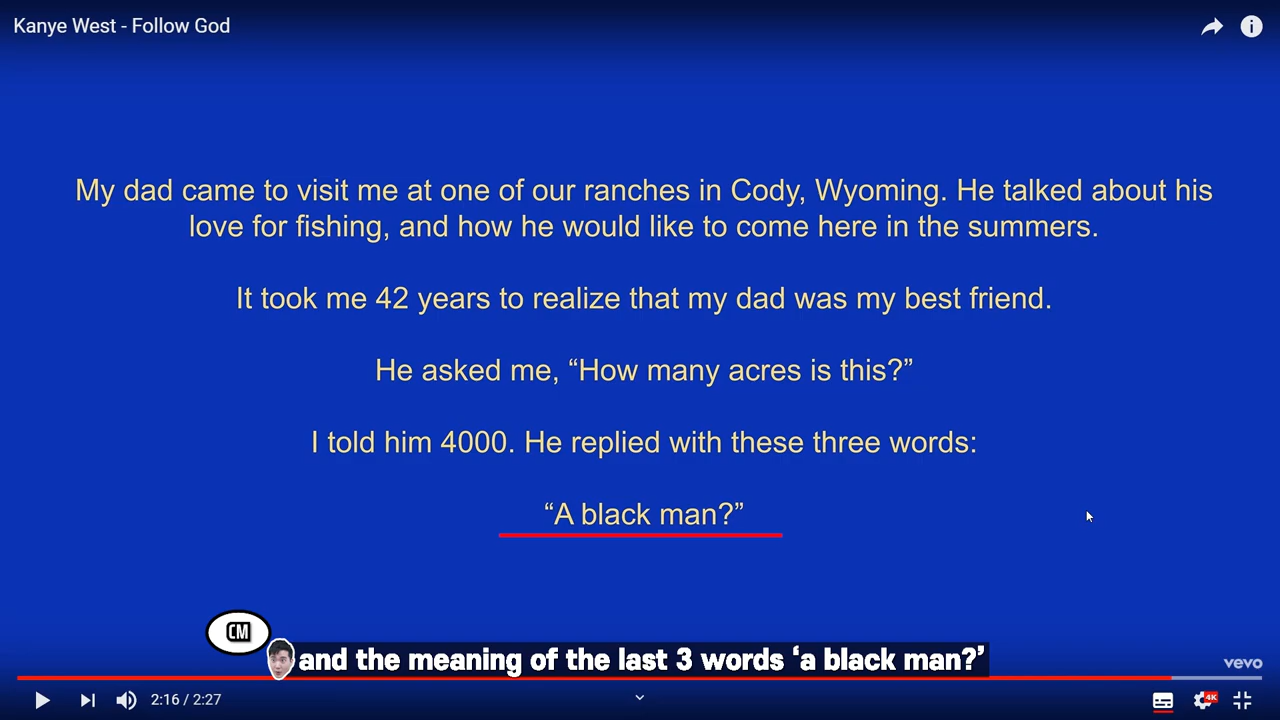 Kanye West - Follow God
My dad came to visit me at one of our ranches in Cody, Wyoming. He talked about his
love for fishing, and how he would like to come here in the summers.
It took me 42 years to realize that my dad was my best friend.
He asked me, “How many acres is this?”
I told him 4000. He replied with these three words:
“A black man?”
CM
and the meaning of the last 3 words ‘a black man?’
vevo
2:16 / 2:27
4K